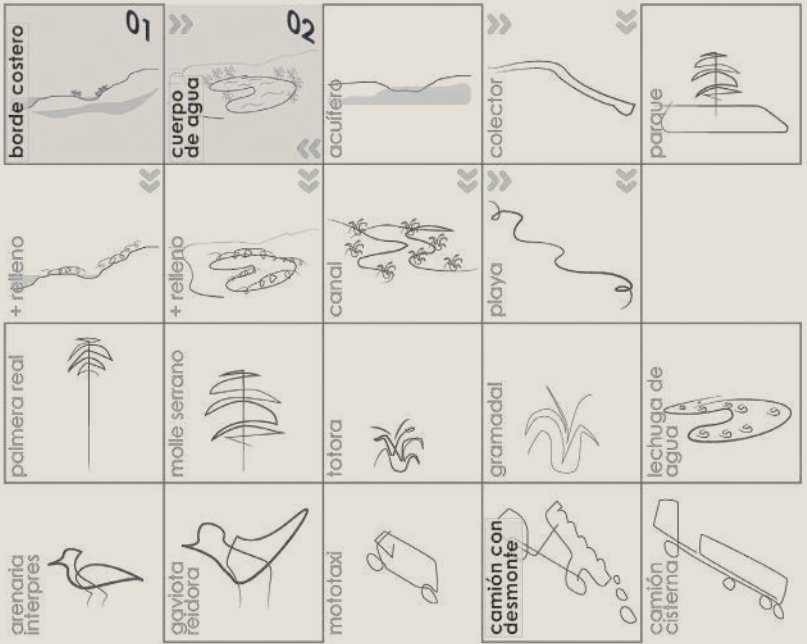 borde costero
01
cuerpo
de agua
02
acuífero
colector
parque
+ relleno
+ relleno
canal
playa
palmera real
molle serrano
totora
gramadal
lechuga de
agua
arenaria
interpres
gaviota
reidora
mototaxi
camión con
desmonte
camión
cisterna